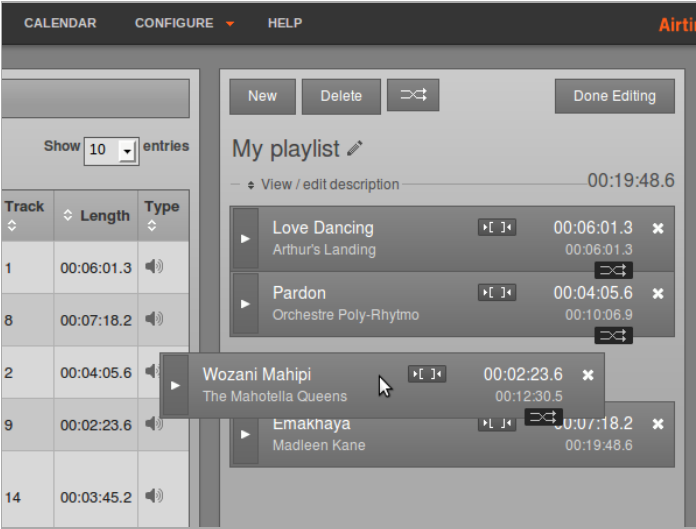 CALENDAR CONFIGURE HELP Airti
New Delete Done Editing
Show 10 entries
My playlist
View / edit description 00:19:48.6
Track Length Type
1 00:06:01.3
8 00:07:18.2
2 00:04:05.6
9 00:02:23.6
14 00:03:45.2
Love Dancing 00:06:01.3
Arthur's Landing 00:06:01.3
Pardon 00:04:05.6
Orchestre Poly-Rhytmo 00:10:06.9
Wozani Mahipi 00:02:23.6
The Mahotella Queens 00:12:30.5
Emakhaya 00:07:18.2
Madleen Kane 00:19:48.6